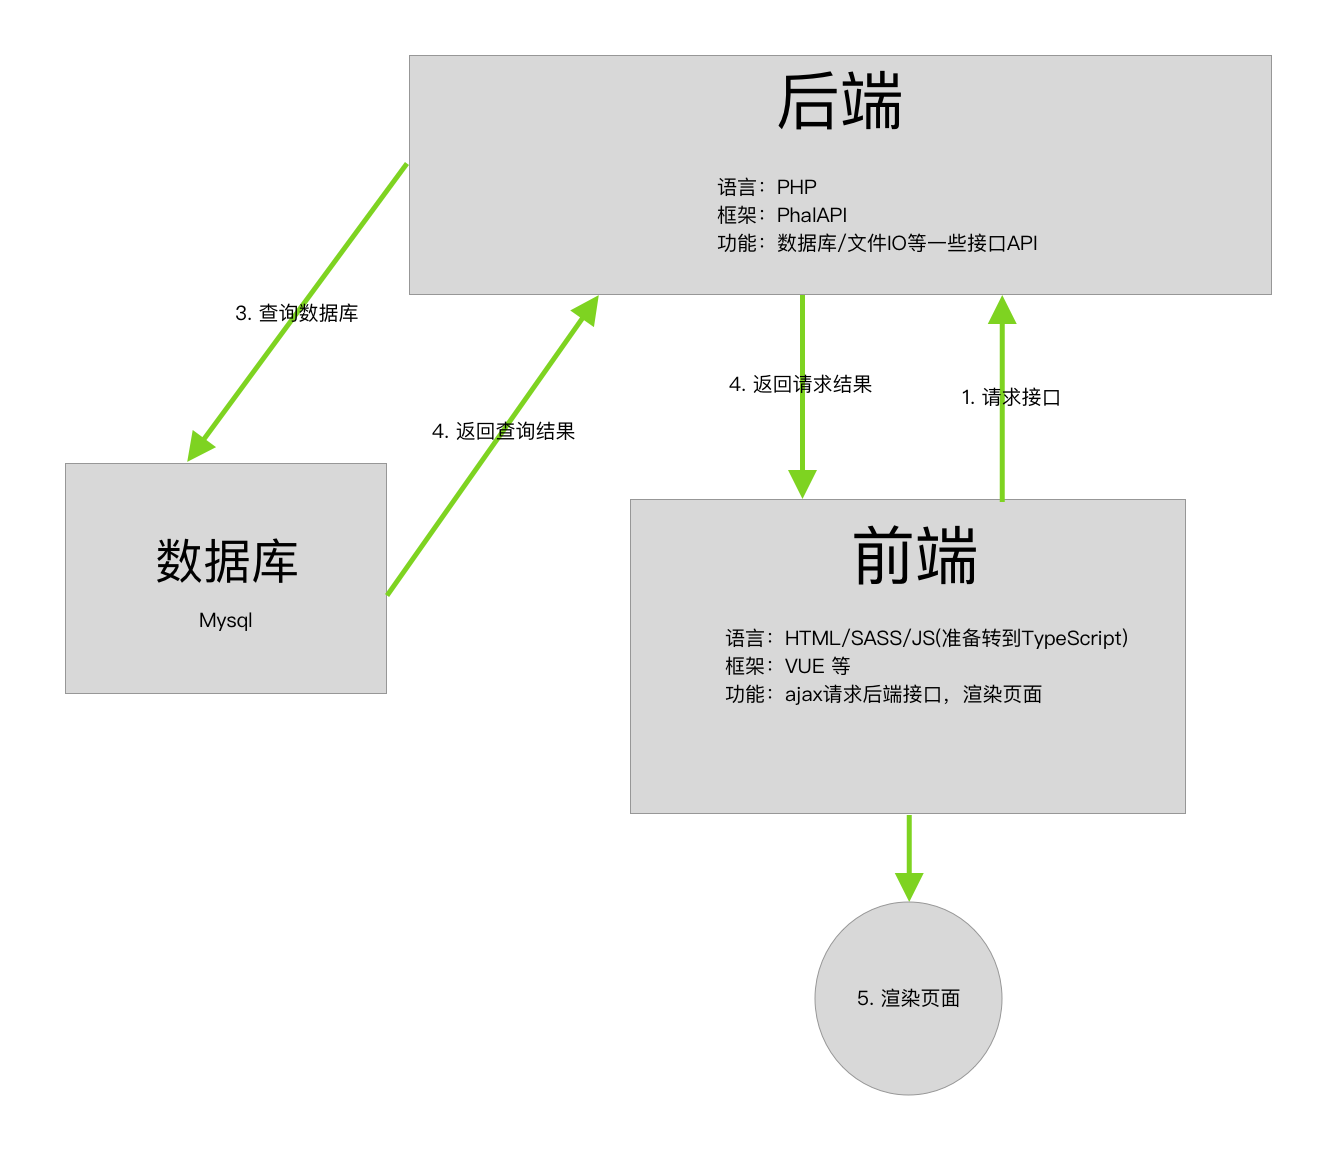 后端
语言：PHP
框架：PhalAPI
功能：数据库/文件IO等一些接口API
3. 查询数据库
4. 返回请求结果
1. 请求接口
4. 返回查询结果
数据库
Mysql
前端
语言：HTML/SASS/JS(准备转到TypeScript)
框架：VUE 等
功能：ajax请求后端接口，渲染页面
5. 渲染页面